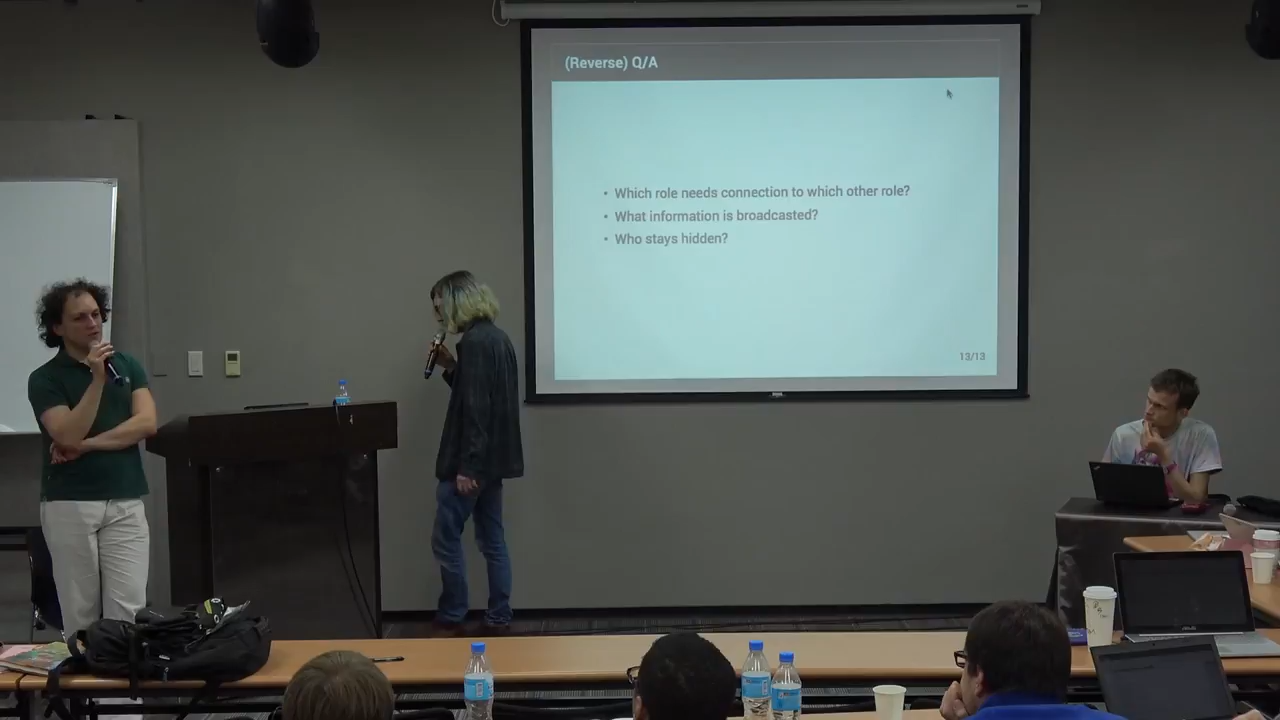 (Reverse) Q/A
• Which role needs connection to which other role?
• What information is broadcasted?
• Who stays hidden?
13/13